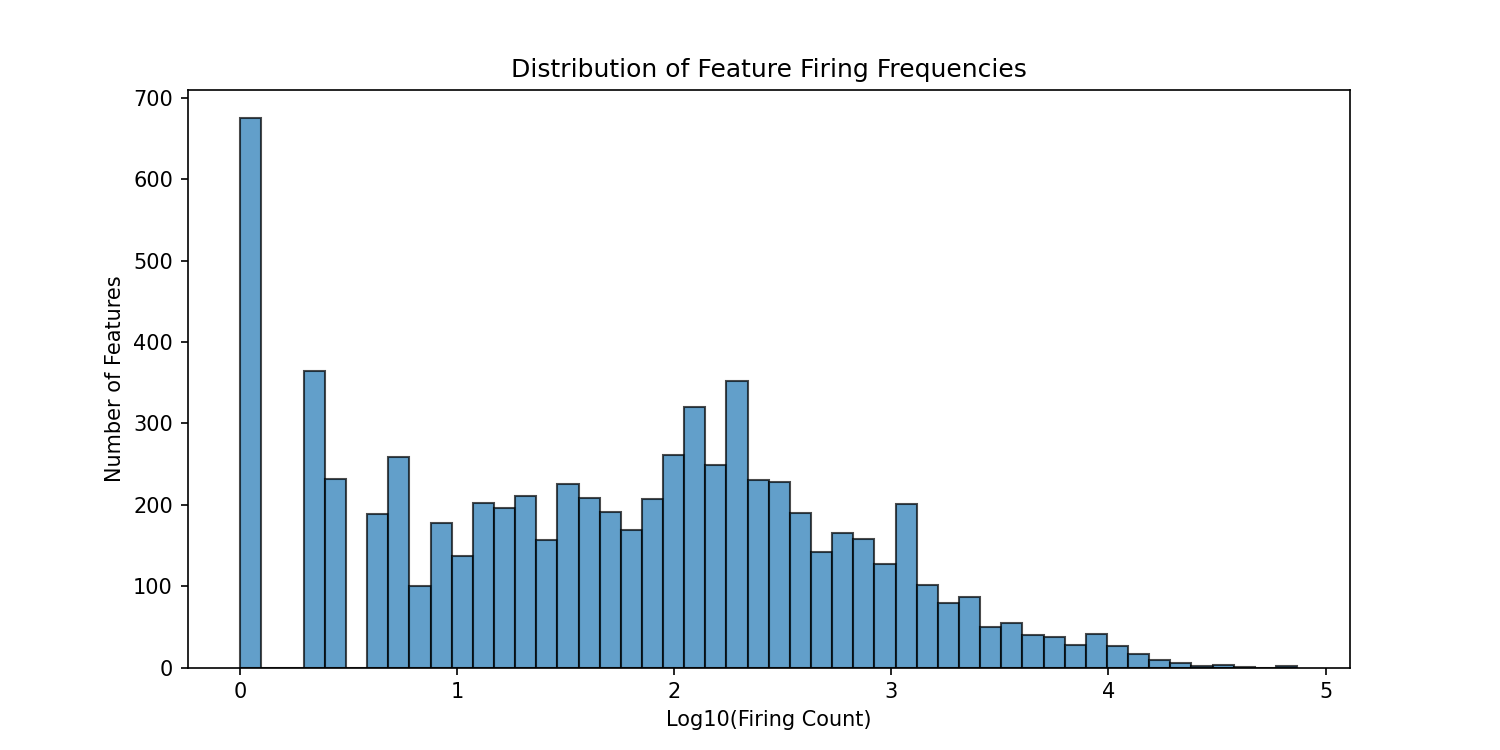 Distribution of Feature Firing Frequencies
Number of Features
700
600
500
400
300
200
100
0
0 1 2 3 4 5
Log10(Firing Count)